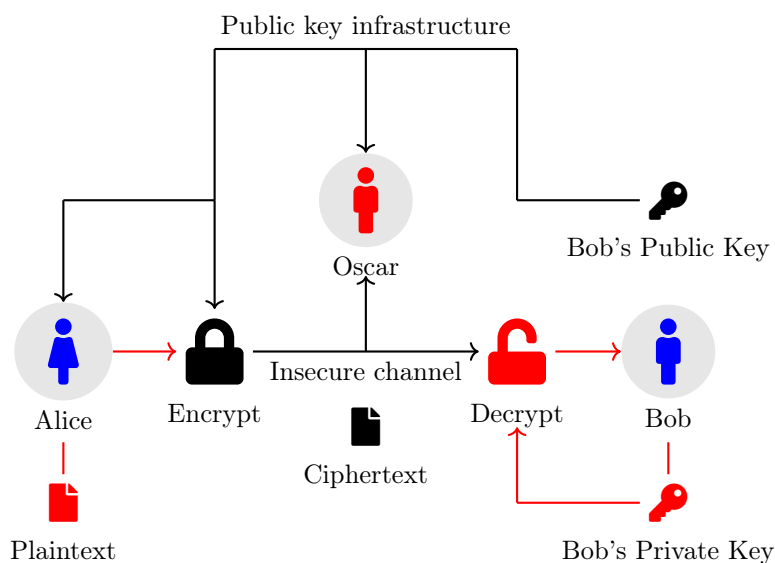 Public key infrastructure
Bob's Public Key
Oscar
Insecure channel
Alice
Encrypt
Decrypt
Bob
Ciphertext
Plaintext
Bob's Private Key